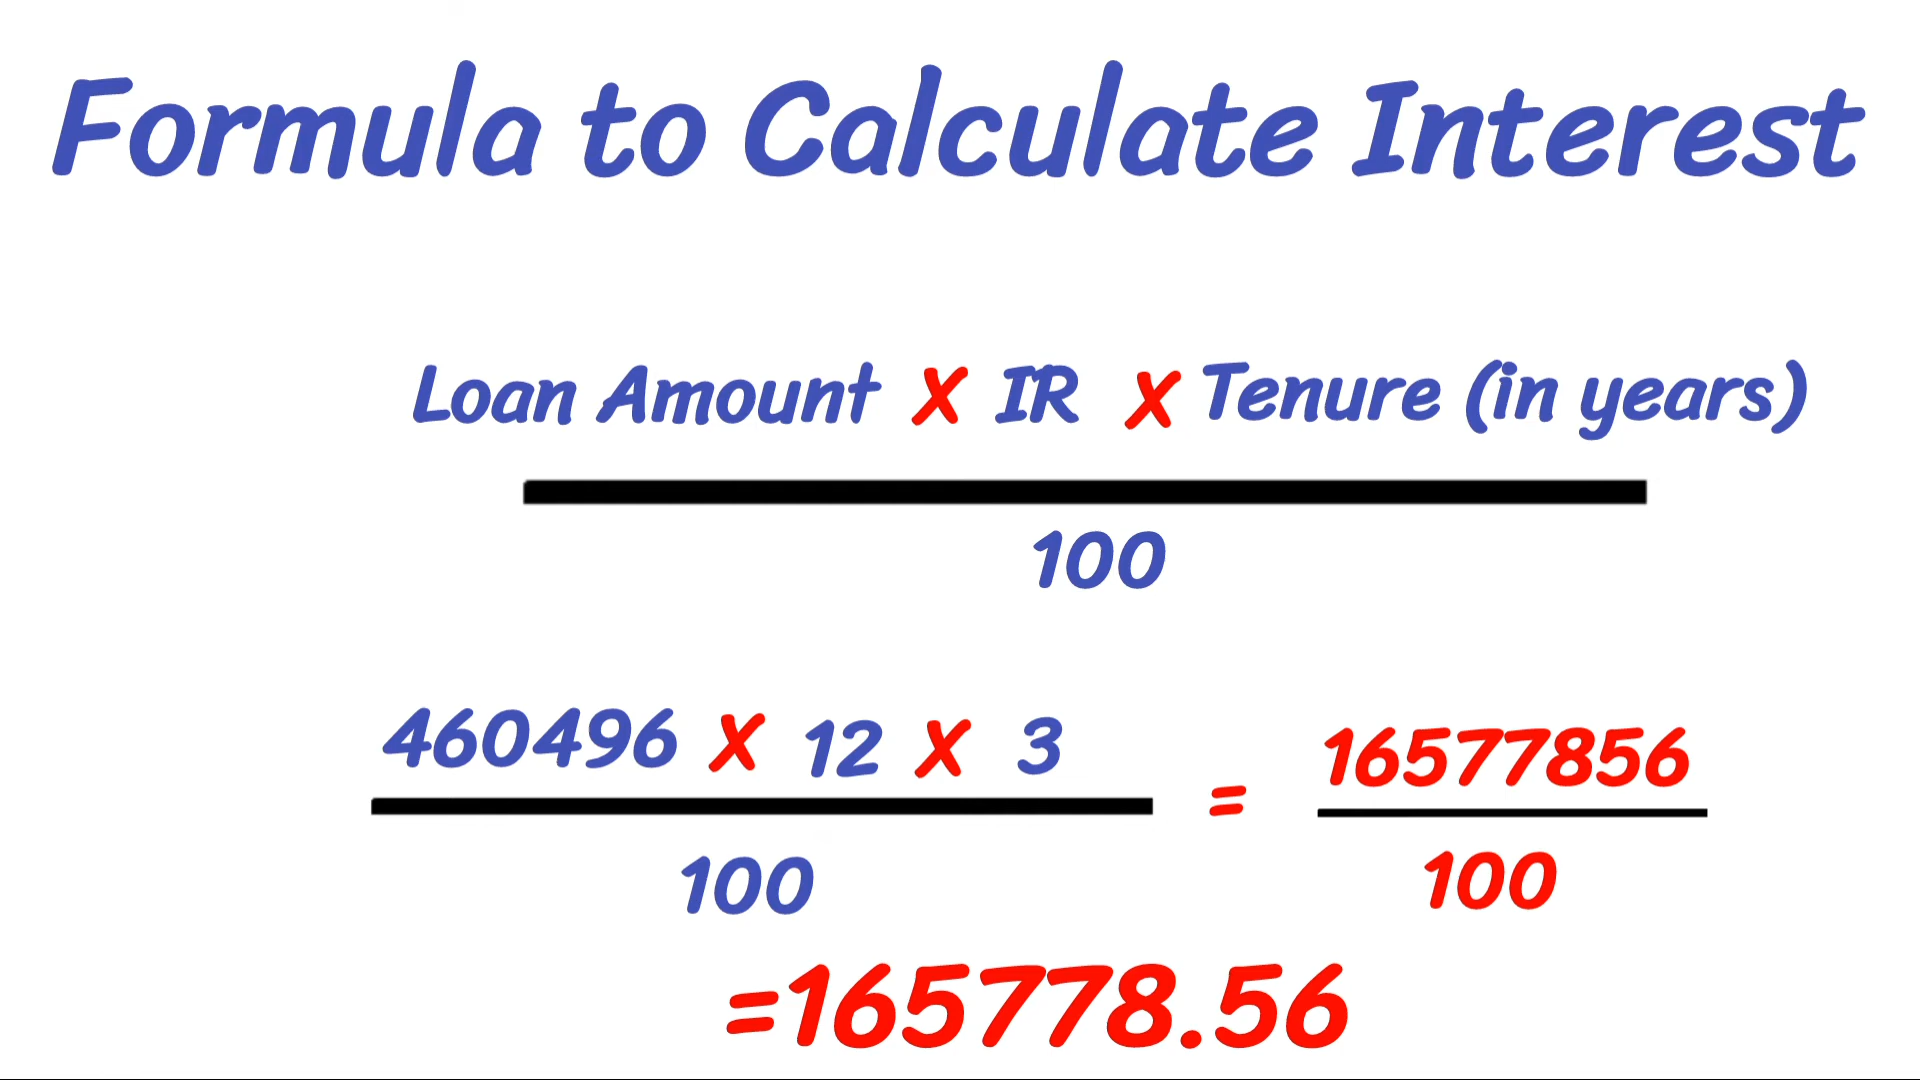 Formula to Calculate Interest
Loan Amount X IR X Tenure (in years)
100
460496 X 12 X 3 = 16577856
100 100
=165778.56